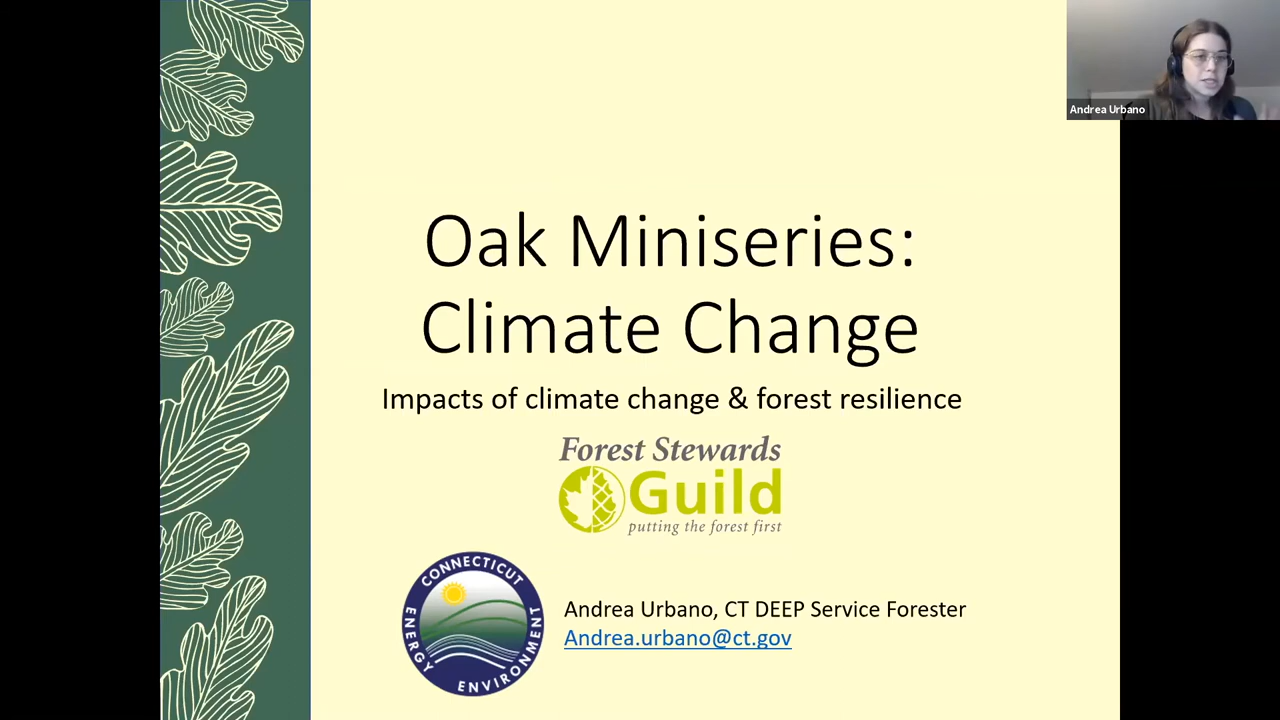 Andrea Urbano
Oak Miniseries:
Climate Change
Impacts of climate change & forest resilience
Forest Stewards
Guild
putting the forest first
CONNECTICUT
ENERGY
ENVIRONMENT
Andrea Urbano, CT DEEP Service Forester
Andrea.urbano@ct.gov